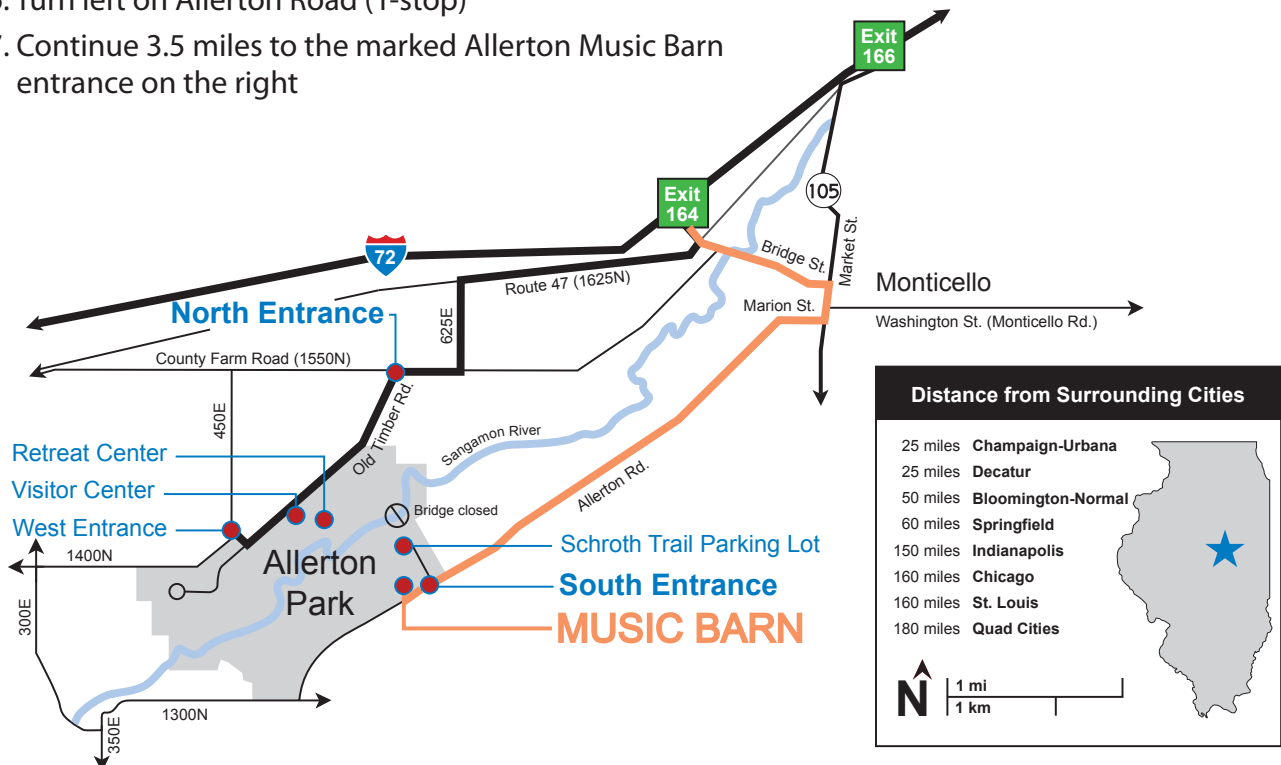 6. Turn left on Allerton Road (T-stop)
7. Continue 3.5 miles to the marked Allerton Music Barn
entrance on the right
Exit
166
Exit
164
105
72
Bridge St.
Market St.
Monticello
Route 47 (1625N)
Marion St.
Washington St. (Monticello Rd.)
North Entrance
625E
County Farm Road (1550N)
Old Timber Rd.
450E
Sangamon River
Allerton Rd.
Retreat Center
Visitor Center
West Entrance
Bridge closed
1400N
Allerton
Park
Schroth Trail Parking Lot
South Entrance
MUSIC BARN
300E
1300N
350E
Distance from Surrounding Cities
25 miles Champaign-Urbana
25 miles Decatur
50 miles Bloomington-Normal
60 miles Springfield
150 miles Indianapolis
160 miles Chicago
160 miles St. Louis
180 miles Quad Cities
N
1 mi
1 km